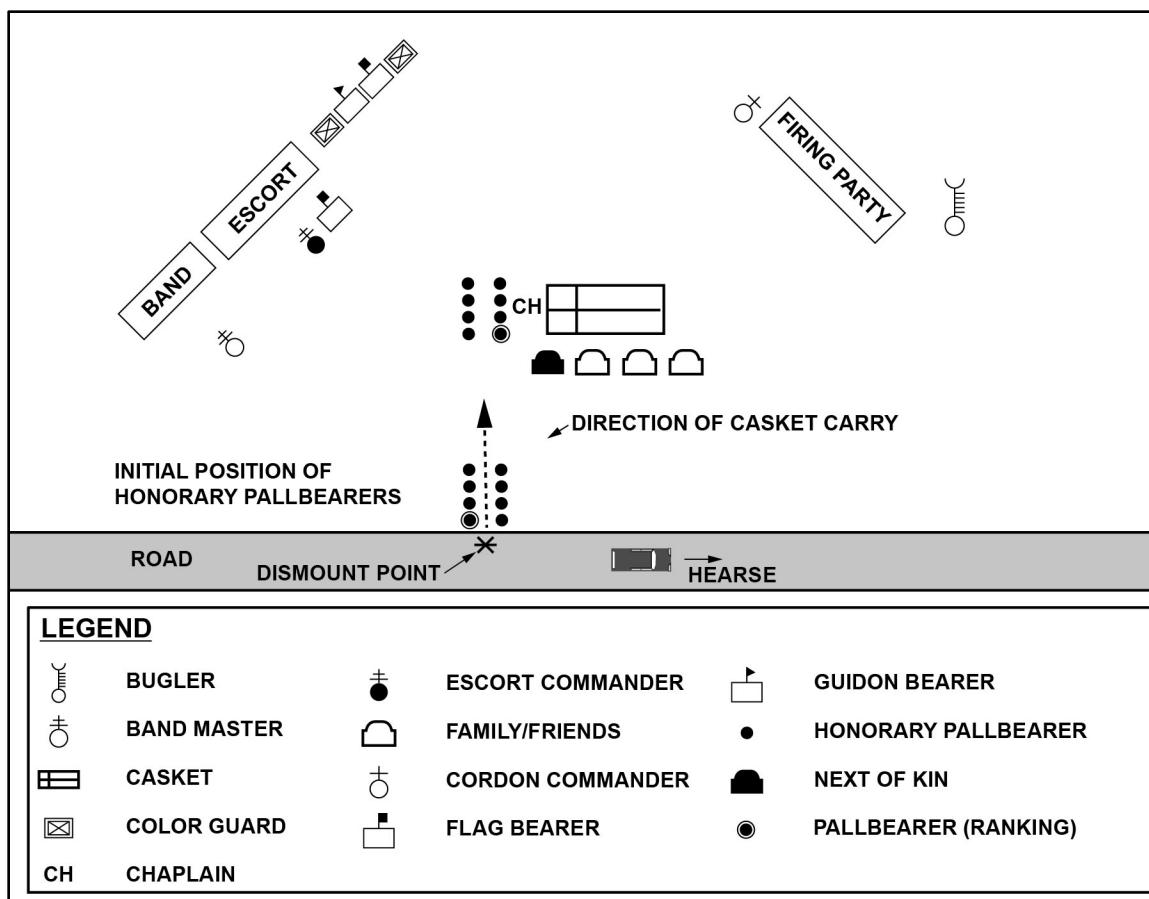 FIRING PARTY
ESCORT
BAND
CH
DIRECTION OF CASKET CARRY
INITIAL POSITION OF
HONORARY PALLBEARERS
ROAD
DISMOUNT POINT
HEARSE
LEGEND
BUGLER
ESCORT COMMANDER
GUIDON BEARER
BAND MASTER
FAMILY/FRIENDS
HONORARY PALLBEARER
CASKET
CORDON COMMANDER
NEXT OF KIN
COLOR GUARD
FLAG BEARER
PALLBEARER (RANKING)
CH CHAPLAIN